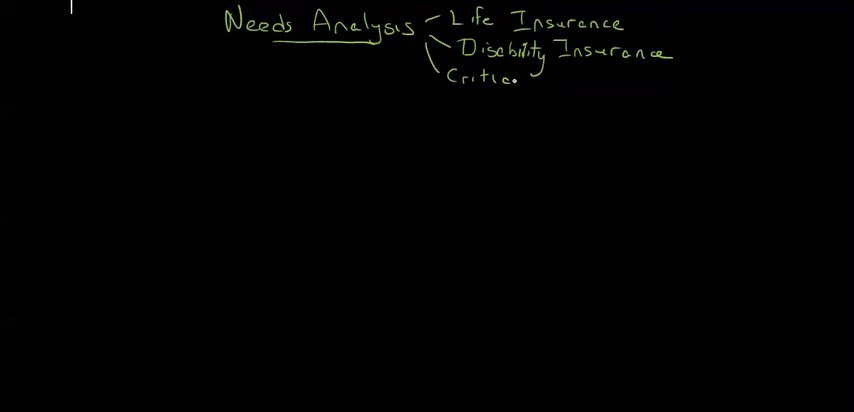 Needs Analysis
Life Insurance
Disability Insurance
Critic